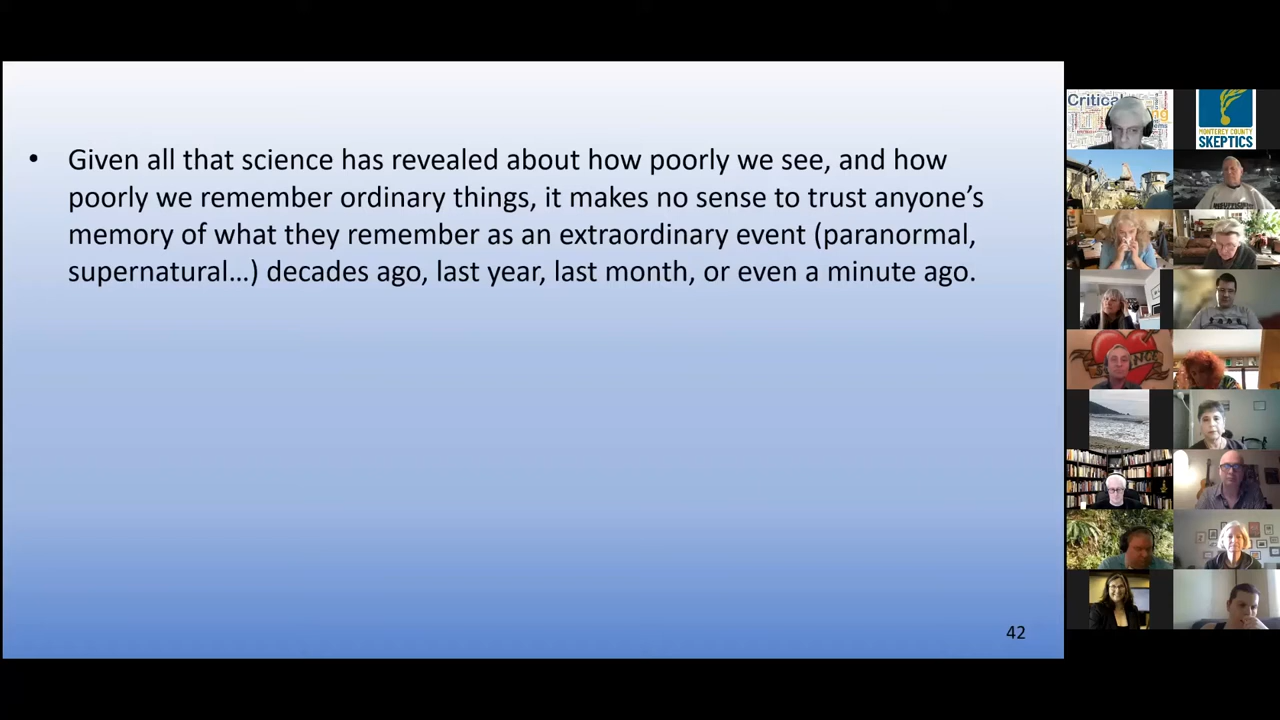 • Given all that science has revealed about how poorly we see, and how
poorly we remember ordinary things, it makes no sense to trust anyone’s
memory of what they remember as an extraordinary event (paranormal,
supernatural…) decades ago, last year, last month, or even a minute ago.
42
Critical
MONTEREY COUNTY
SKEPTICS